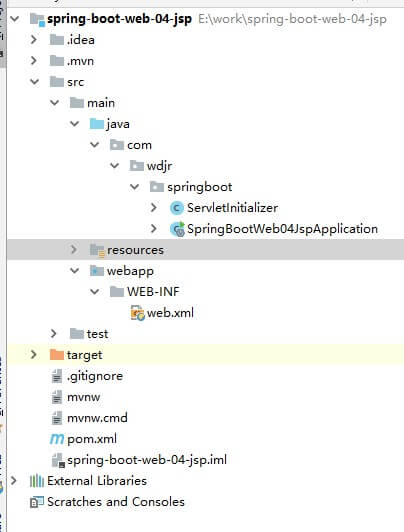 spring-boot-web-04-jsp E:\work\spring-boot-web-04-jsp
.idea
.mvn
src
main
java
com
wdjr
springboot
ServletInitializer
SpringBootWeb04JspApplication
resources
webapp
WEB-INF
web.xml
test
target
.gitignore
mvnw
mvnw.cmd
pom.xml
spring-boot-web-04-jsp.iml
External Libraries
Scratches and Consoles